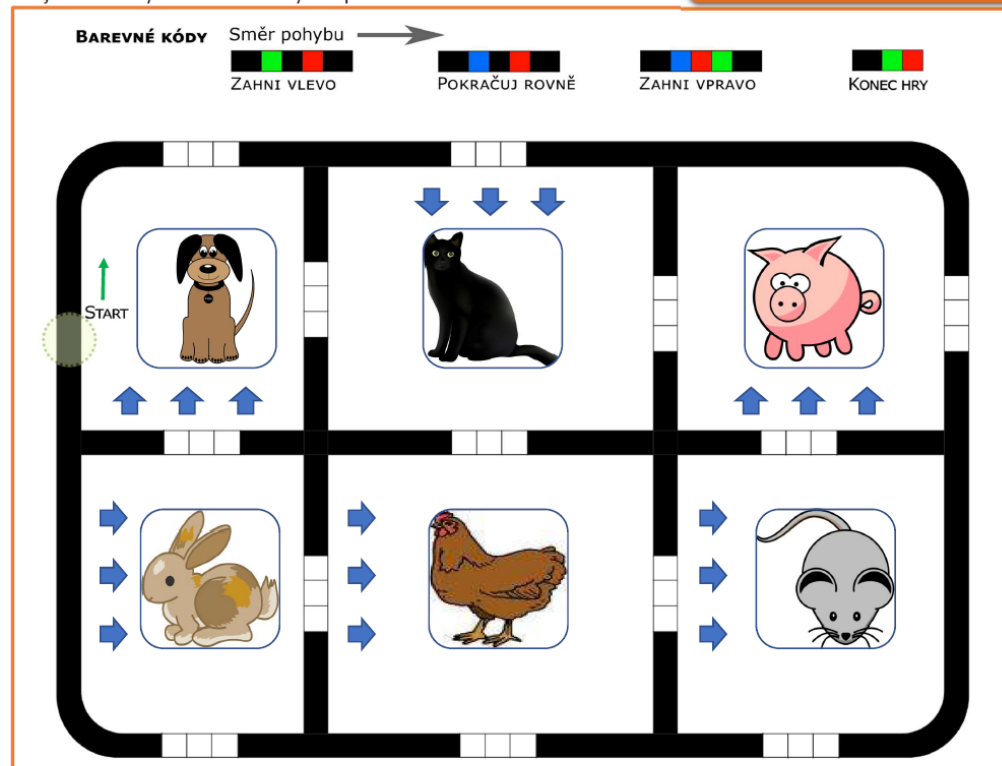 BAREVNÉ KÓDY Směr pohybu
ZAHNI VLEVO POKRAČUJ ROVNĚ ZAHNI VPRAVO KONEC HRY
START